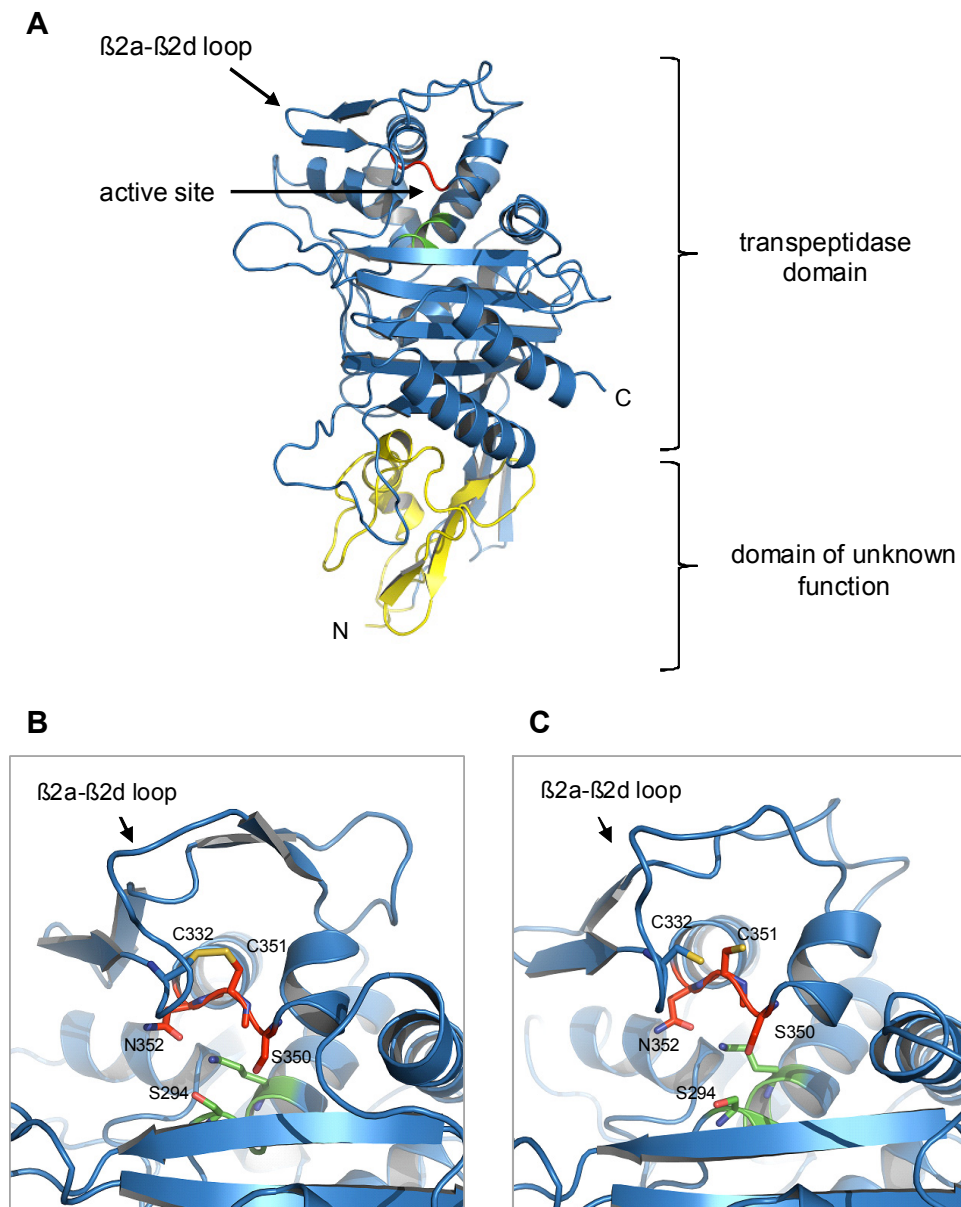 A
ß2a-ß2d loop
active site
transpeptidase
domain
C
domain of unknown
function
N
B
ß2a-ß2d loop
C332
C351
N352
S350
S294
C
ß2a-ß2d loop
C332
C351
N352
S350
S294